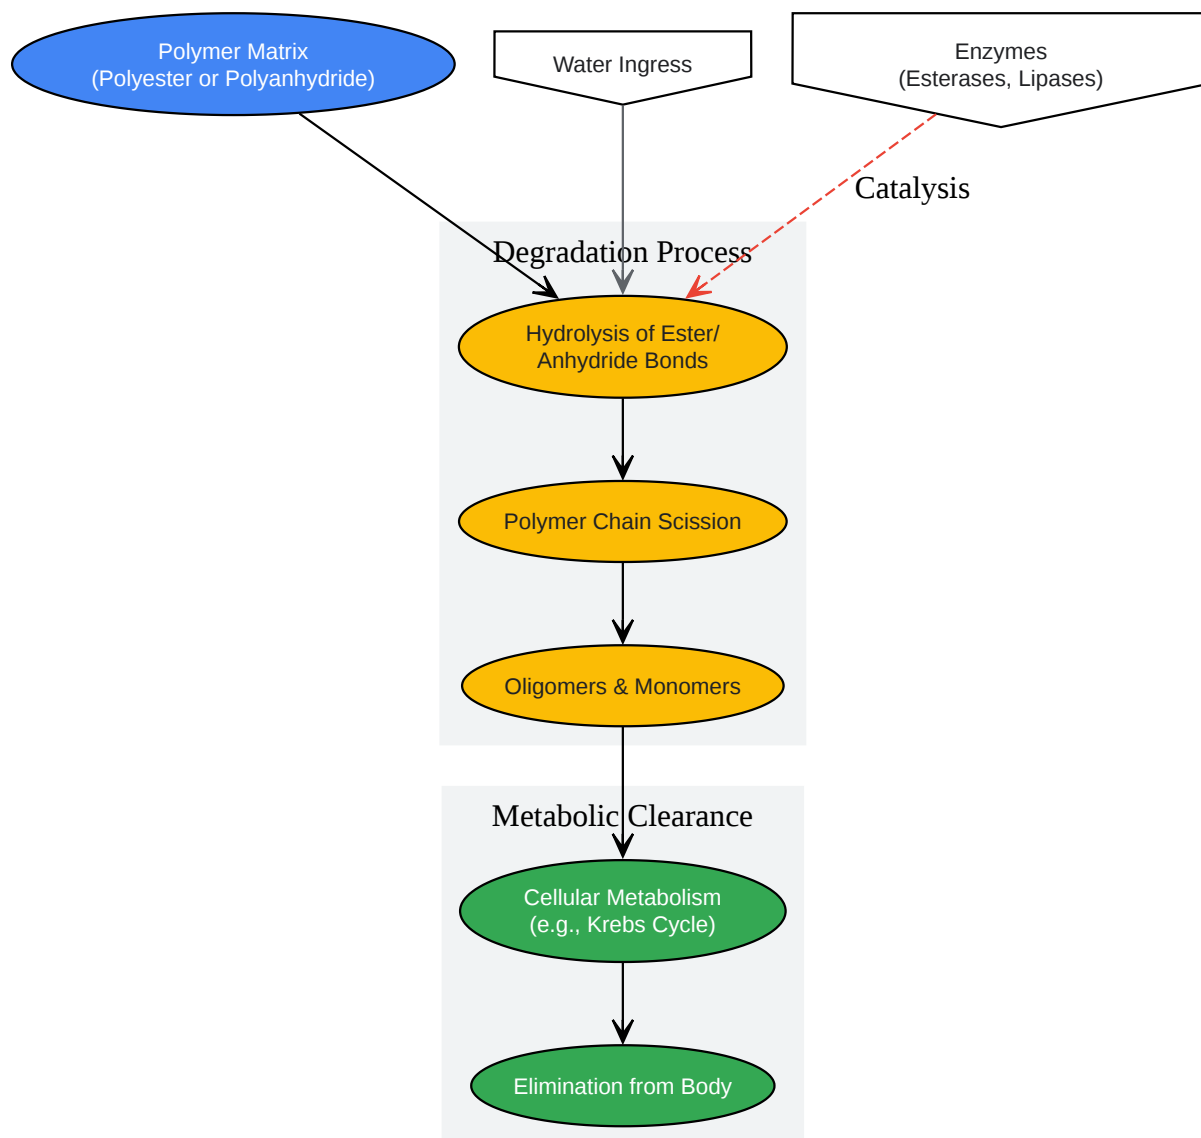 Polymer Matrix
(Polyester or Polyanhydride)
Water Ingress
Enzymes
(Esterases, Lipases)
Catalysis
Degradation Process
Hydrolysis of Ester/
Anhydride Bonds
Polymer Chain Scission
Oligomers & Monomers
Metabolic Clearance
Cellular Metabolism
(e.g., Krebs Cycle)
Elimination from Body